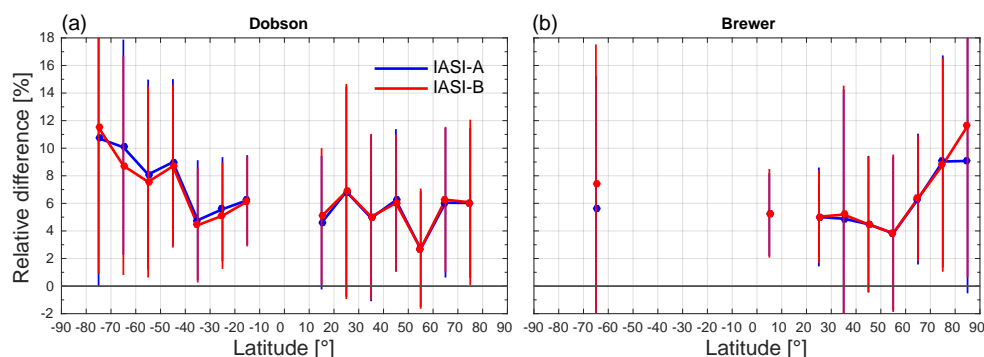 (a) Dobson
(b) Brewer
Relative difference [%]
18
16
14
12
10
8
6
4
2
0
-2
IASI-A
IASI-B
-90 -80 -70 -60 -50 -40 -30 -20 -10 0 10 20 30 40 50 60 70 80 90
-90 -80 -70 -60 -50 -40 -30 -20 -10 0 10 20 30 40 50 60 70 80 90
Latitude [°]
Latitude [°]